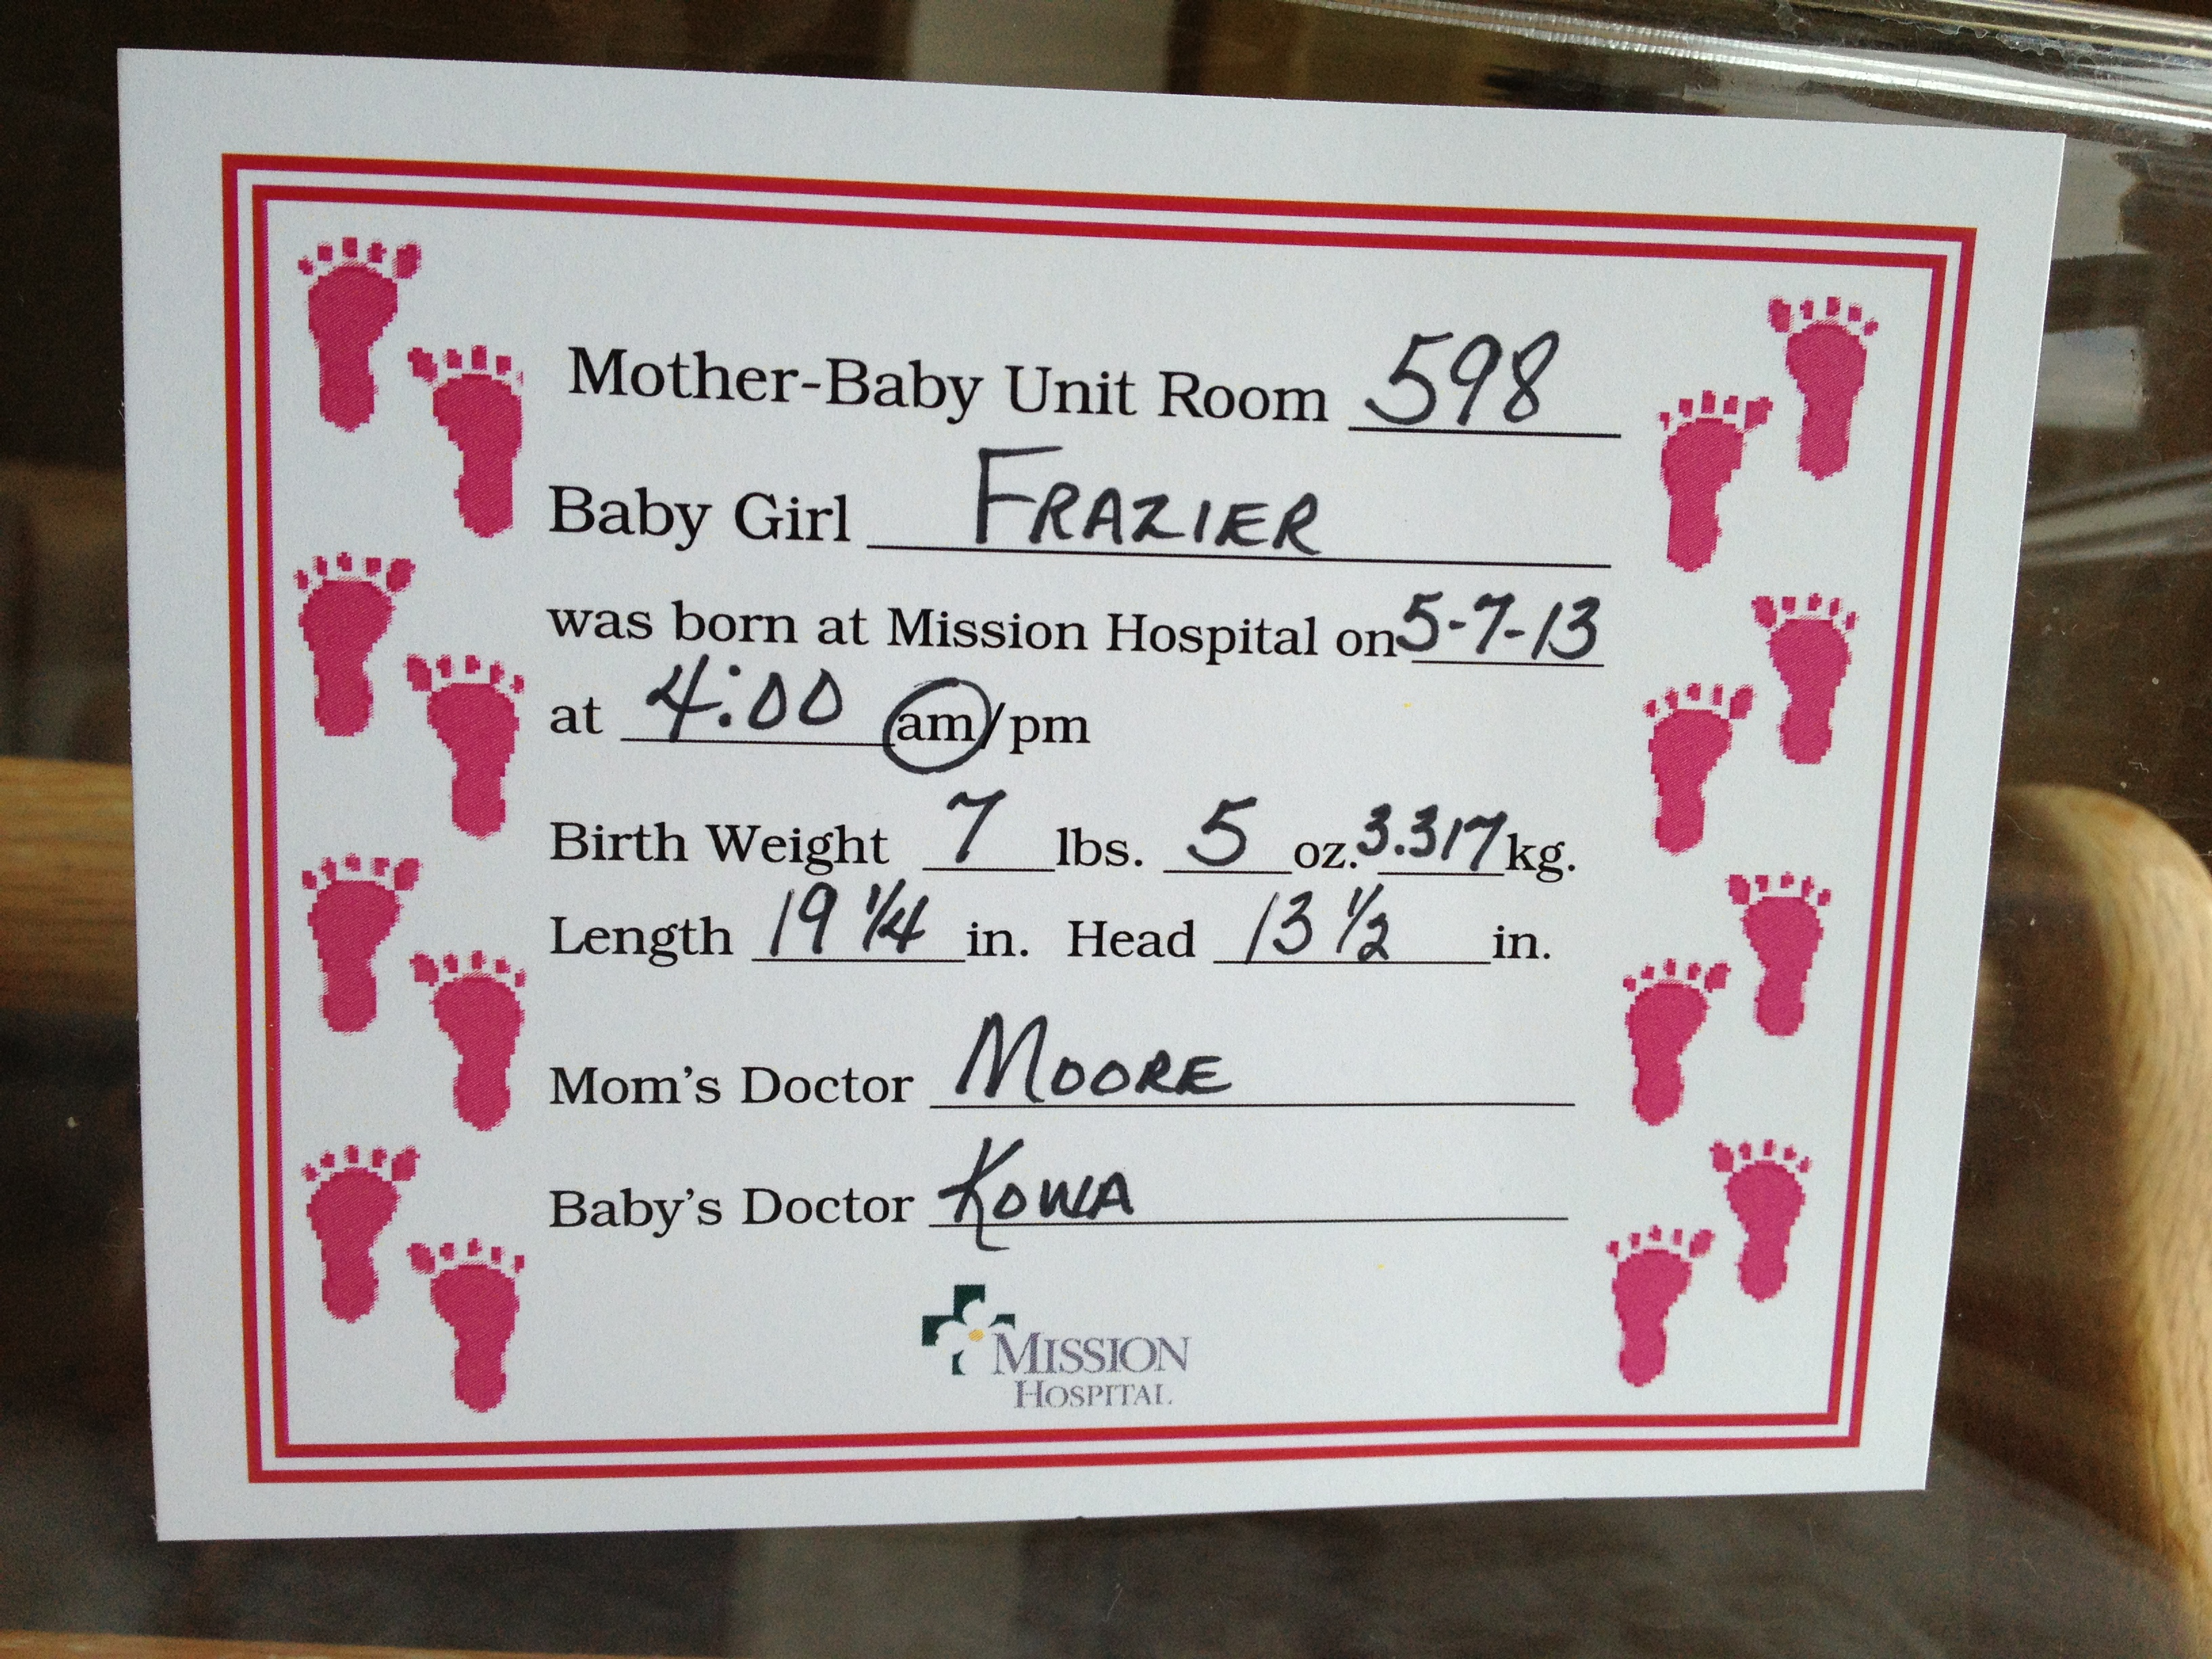 Mother-Baby Unit Room 598
Baby Girl FRAZIER
was born at Mission Hospital on 5-7-13
at 4:00 am/pm
Birth Weight 7 lbs. 5 oz. 3.317 kg.
Length 19 1/4 in. Head 13 1/2 in.
Mom's Doctor MOORE
Baby's Doctor KOWA
MISSION
HOSPITAL